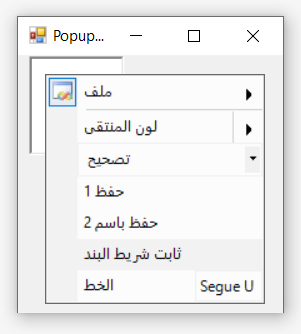 Popup...
ملف
لون المنتقى
تصحيح
حفظ 1
حفظ باسم 2
ثابت شريط البند
الخط
Segue U